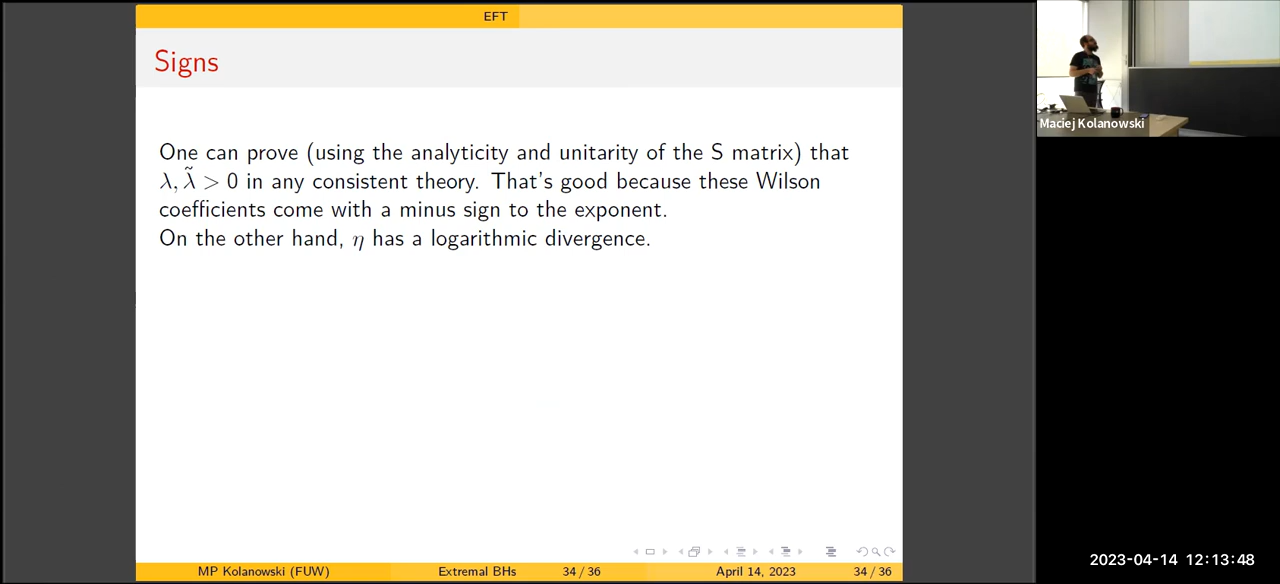 EFT
Signs
Maciej Kolanowski
One can prove (using the analyticity and unitarity of the S matrix) that
λ, λ̃ > 0 in any consistent theory. That's good because these Wilson
coefficients come with a minus sign to the exponent.
On the other hand, η has a logarithmic divergence.
MP Kolanowski (FUW) Extremal BHs 34 / 36 April 14, 2023 34 / 36
2023-04-14 12:13:48